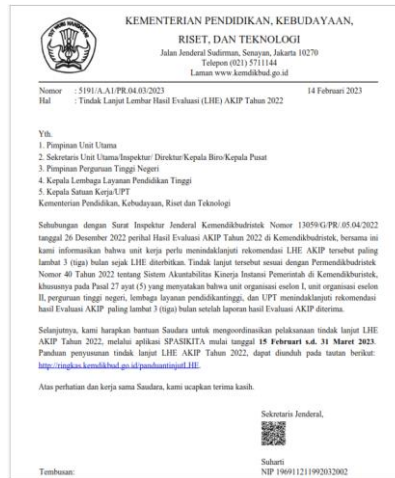 KEMENTERIAN PENDIDIKAN, KEBUDAYAAN,
RISET, DAN TEKNOLOGI
Jalan Jenderal Sudirman, Senayan, Jakarta 10270
Telepon (021) 5711144
Laman www.kemdikbud.go.id
Nomor : 5191/A.A1/PR.04.03/2023 14 Februari 2023
Hal : Tindak Lanjut Lembar Hasil Evaluasi (LHE) AKIP Tahun 2022
Yth.
1. Pimpinan Unit Utama
2. Sekretaris Unit Utama/Inspektur/ Direktur/Kepala Biro/Kepala Pusat
3. Pimpinan Perguruan Tinggi Negeri
4. Kepala Lembaga Layanan Pendidikan Tinggi
5. Kepala Satuan Kerja/UPT
Kementerian Pendidikan, Kebudayaan, Riset dan Teknologi
Sehubungan dengan Surat Inspektur Jenderal Kemendikbudristek Nomor 13059/G/PR/.05.04/2022
tanggal 26 Desember 2022 perihal Hasil Evaluasi AKIP Tahun 2022 di Kemendikbudristek, bersama ini
kami informasikan bahwa unit kerja perlu menindaklanjuti rekomendasi LHE AKIP tersebut paling
lambat 3 (tiga) bulan sejak LHE diterbitkan. Tindak lanjut tersebut sesuai dengan Permendikbudristek
Nomor 40 Tahun 2022 tentang Sistem Akuntabilitas Kinerja Instansi Pemerintah di Kemendikburistek,
khususnya pada Pasal 27 ayat (5) yang menyatakan bahwa unit organisasi eselon I, unit organisasi eselon
II, perguruan tinggi negeri, lembaga layanan pendidikantinggi, dan UPT menindaklanjuti rekomendasi
hasil Evaluasi AKIP paling lambat 3 (tiga) bulan setelah laporan hasil Evaluasi AKIP diterima.
Selanjutnya, kami harapkan bantuan Saudara untuk mengoordinasikan pelaksanaan tindak lanjut LHE
AKIP Tahun 2022, melalui aplikasi SPASIKITA mulai tanggal 15 Februari s.d. 31 Maret 2023.
Panduan penyusunan tindak lanjut LHE AKIP Tahun 2022, dapat diunduh pada tautan berikut:
http://ringkas.kemdikbud.go.id/panduantinjutLHE.
Atas perhatian dan kerja sama Saudara, kami ucapkan terima kasih.
Sekretaris Jenderal,
Suharti
Tembusan: NIP 196911211992032002